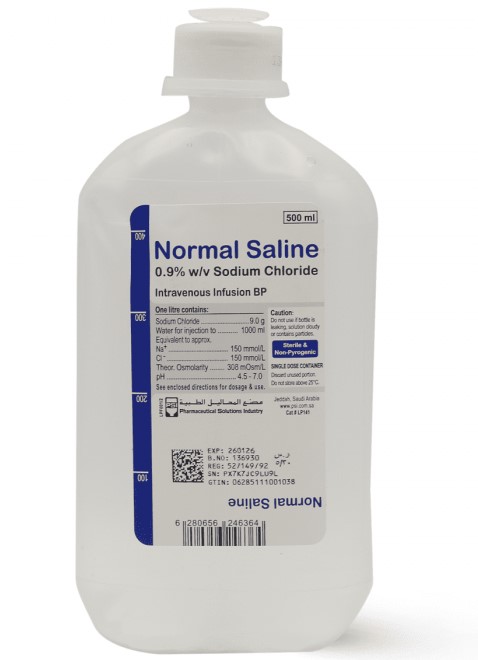 500 ml
Normal Saline
0.9% w/v Sodium Chloride
Intravenous Infusion BP
One litre contains:
Sodium Chloride ........................ 9.0 g
Water for injection to ........... 1000 ml
Equivalent to approx.
Na⁺ ................................ 150 mmol/L
Cl⁻ ................................ 150 mmol/L
Theor. Osmolarity ....... 308 mOsm/L
pH ..................................... 4.5 - 7.0
See enclosed directions for dosage & use.
Caution:
Do not use if bottle is
leaking, solution cloudy
or contains particles.
Sterile &
Non-Pyrogenic
SINGLE DOSE CONTAINER
Discard unused portion.
Do not store above 25°C.
مصنع المحاليل الطبية
Pharmaceutical Solutions Industry
Jeddah, Saudi Arabia
www.psi.com.sa
Cat # LP141
EXP: 260126
B.NO: 136930
REG: 52/149/92
SN: PX7K7JC9LU9L
GTIN: 06285111001038
ر.س
Normal Saline
6 280656 246364
400
300
200
100